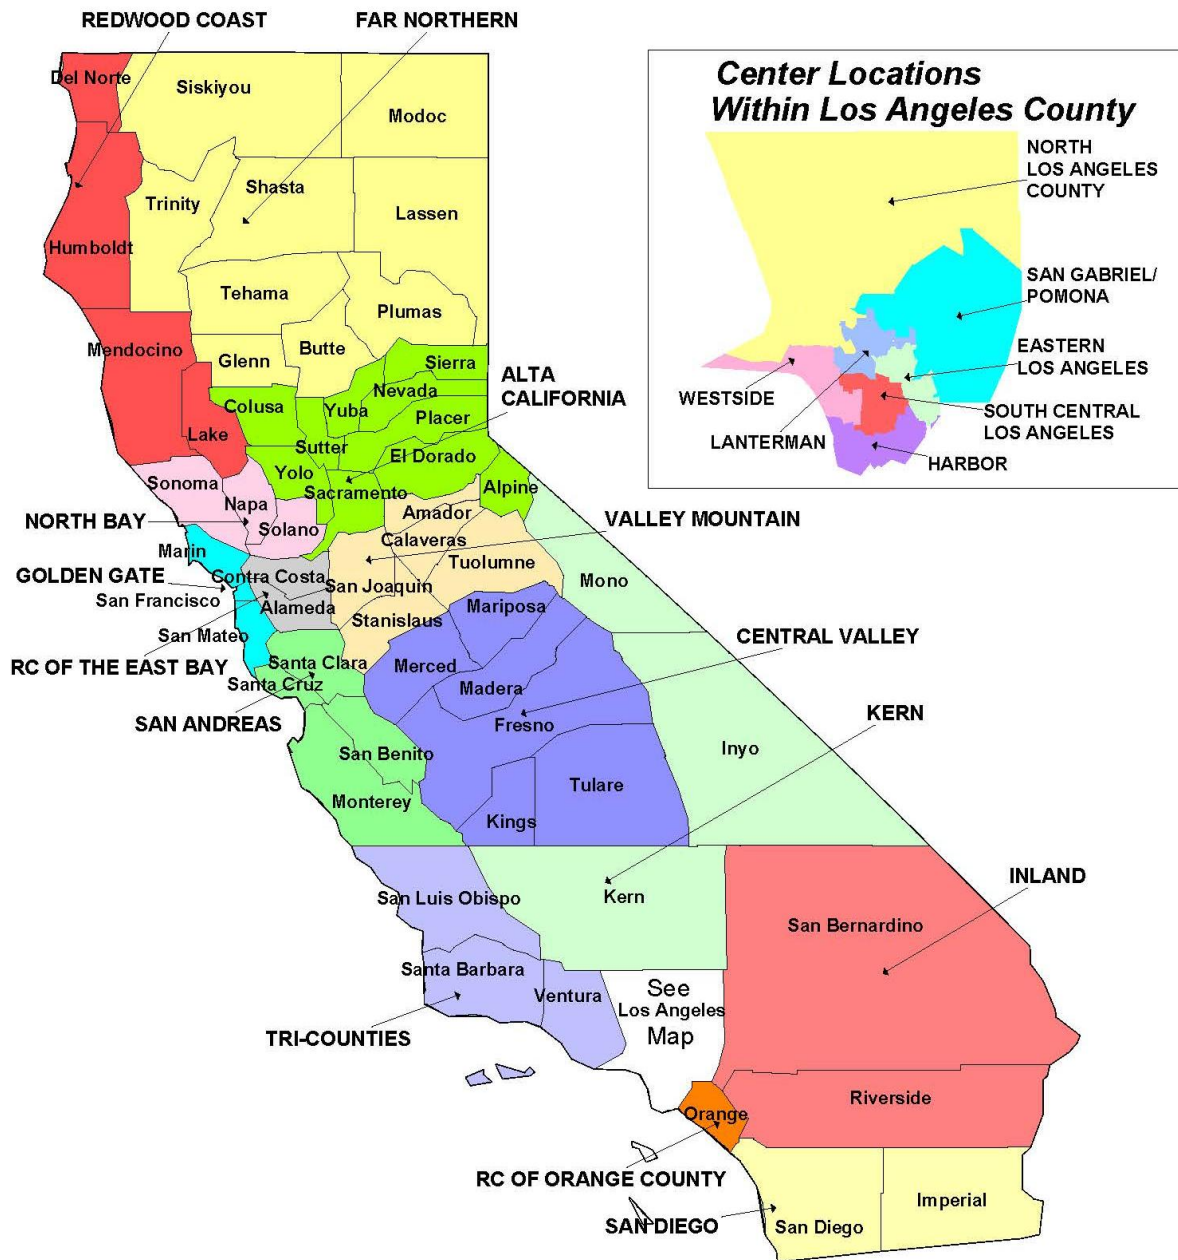 REDWOOD COAST
FAR NORTHERN
Del Norte
Siskiyou
Modoc
Trinity
Shasta
Lassen
Humboldt
Tehama
Plumas
Mendocino
Glenn
Butte
Sierra
Nevada
Colusa
Yuba
Placer
Lake
Sutter
El Dorado
Yolo
Sacramento
Alpine
ALTA
CALIFORNIA
Sonoma
Napa
Solano
Amador
Calaveras
Tuolumne
NORTH BAY
VALLEY MOUNTAIN
Marin
GOLDEN GATE
San Francisco
Contra Costa
Alameda
San Joaquin
Mono
Stanislaus
Mariposa
San Mateo
RC OF THE EAST BAY
CENTRAL VALLEY
Santa Clara
Santa Cruz
Merced
Madera
SAN ANDREAS
Fresno
KERN
San Benito
Inyo
Tulare
Monterey
Kings
INLAND
San Luis Obispo
Kern
San Bernardino
Santa Barbara
Ventura
See
Los Angeles
Map
TRI-COUNTIES
Orange
Riverside
RC OF ORANGE COUNTY
SAN DIEGO
San Diego
Imperial
Center Locations
Within Los Angeles County
NORTH
LOS ANGELES
COUNTY
SAN GABRIEL/
POMONA
EASTERN
LOS ANGELES
WESTSIDE
SOUTH CENTRAL
LOS ANGELES
LANTERMAN
HARBOR